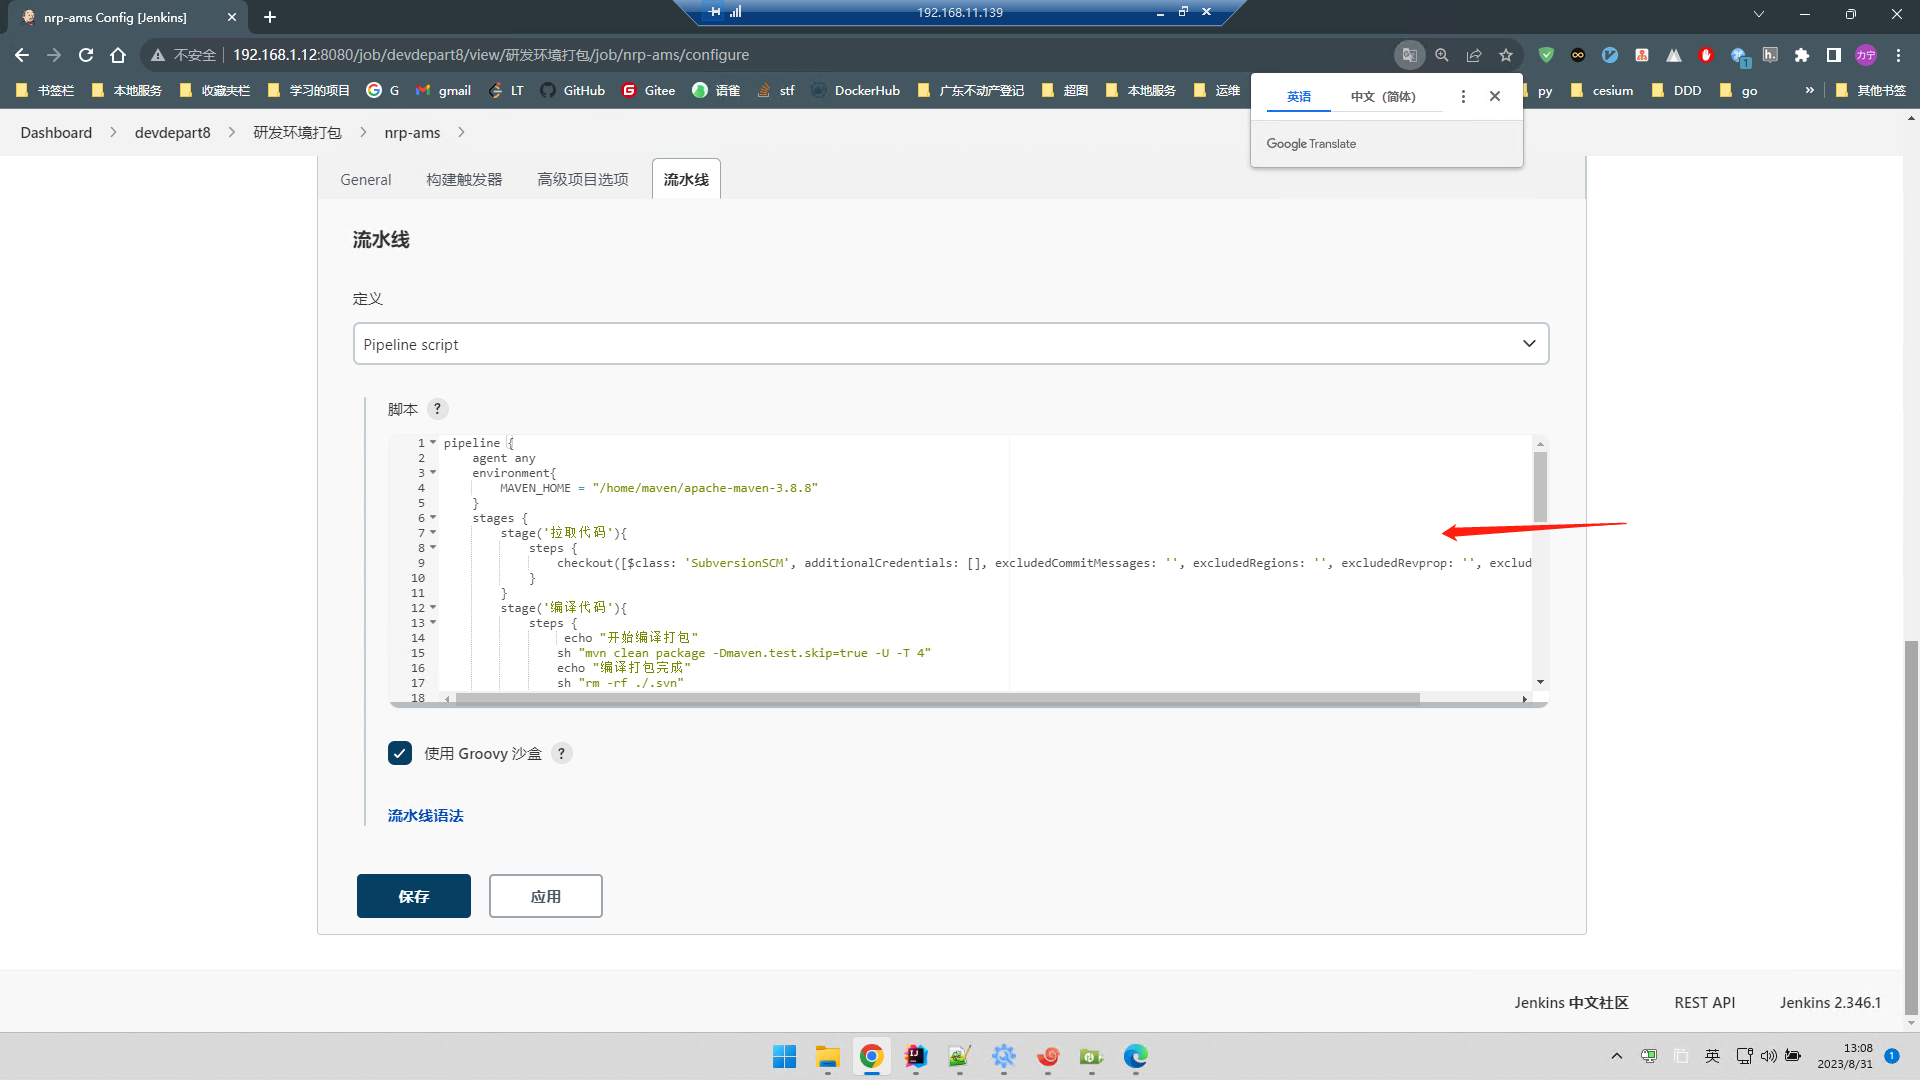 nrp-ams Config [Jenkins]
192.168.11.139
不安全
192.168.1.12:8080/job/devdepart8/view/研发环境打包/job/nrp-ams/configure
力宁
书签栏
本地服务
收藏夹栏
学习的项目
G
gmail
LT
GitHub
Gitee
语雀
stf
DockerHub
广东不动产登记
超图
本地服务
运维
py
cesium
DDD
go
»
其他书签
英语
中文（简体）
Google Translate
Dashboard
devdepart8
研发环境打包
nrp-ams
General
构建触发器
高级项目选项
流水线
流水线
定义
Pipeline script
脚本 ?
1 pipeline {
2 agent any
3 environment{
4 MAVEN_HOME = "/home/maven/apache-maven-3.8.8"
5 }
6 stages {
7 stage('拉取代码'){
8 steps {
9 checkout([$class: 'SubversionSCM', additionalCredentials: [], excludedCommitMessages: '', excludedRegions: '', excludedRevprop: '', exclud
10 }
11 }
12 stage('编译代码'){
13 steps {
14 echo "开始编译打包"
15 sh "mvn clean package -Dmaven.test.skip=true -U -T 4"
16 echo "编译打包完成"
17 sh "rm -rf ./.svn"
18
使用 Groovy 沙盒 ?
流水线语法
保存
应用
Jenkins 中文社区
REST API
Jenkins 2.346.1
英
13:08
2023/8/31
1